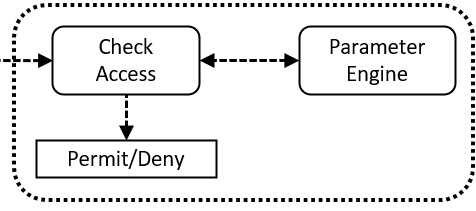 Check
Access
Parameter
Engine
Permit/Deny